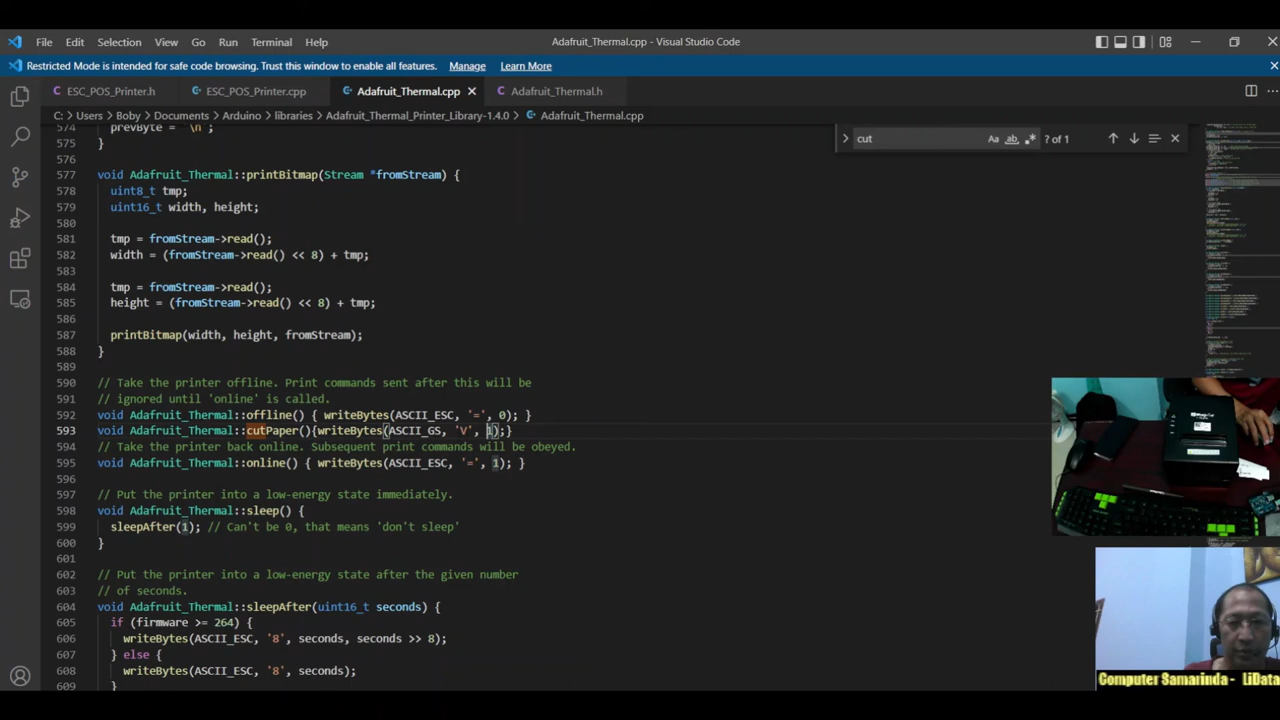 File Edit Selection View Go Run Terminal Help
Adafruit_Thermal.cpp - Visual Studio Code
Restricted Mode is intended for safe code browsing. Trust this window to enable all features. Manage Learn More
ESC_POS_Printer.h ESC_POS_Printer.cpp Adafruit_Thermal.cpp Adafruit_Thermal.h
C: > Users > Boby > Documents > Arduino > libraries > Adafruit_Thermal_Printer_Library-1.4.0 > Adafruit_Thermal.cpp
cut Aa ab ? of 1
574 prevByte = '\n';
575 }
576
577 void Adafruit_Thermal::printBitmap(Stream *fromStream) {
578 uint8_t tmp;
579 uint16_t width, height;
580
581 tmp = fromStream->read();
582 width = (fromStream->read() << 8) + tmp;
583
584 tmp = fromStream->read();
585 height = (fromStream->read() << 8) + tmp;
586
587 printBitmap(width, height, fromStream);
588 }
589
590 // Take the printer offline. Print commands sent after this will be
591 // ignored until 'online' is called.
592 void Adafruit_Thermal::offline() { writeBytes(ASCII_ESC, '=', 0); }
593 void Adafruit_Thermal::cutPaper(){writeBytes(ASCII_GS, 'V', 1);}
594 // Take the printer back online. Subsequent print commands will be obeyed.
595 void Adafruit_Thermal::online() { writeBytes(ASCII_ESC, '=', 1); }
596
597 // Put the printer into a low-energy state immediately.
598 void Adafruit_Thermal::sleep() {
599 sleepAfter(1); // Can't be 0, that means 'don't sleep'
600 }
601
602 // Put the printer into a low-energy state after the given number
603 // of seconds.
604 void Adafruit_Thermal::sleepAfter(uint16_t seconds) {
605 if (firmware >= 264) {
606 writeBytes(ASCII_ESC, '8', seconds, seconds >> 8);
607 } else {
608 writeBytes(ASCII_ESC, '8', seconds);
609 }
Computer Samarinda - LiData